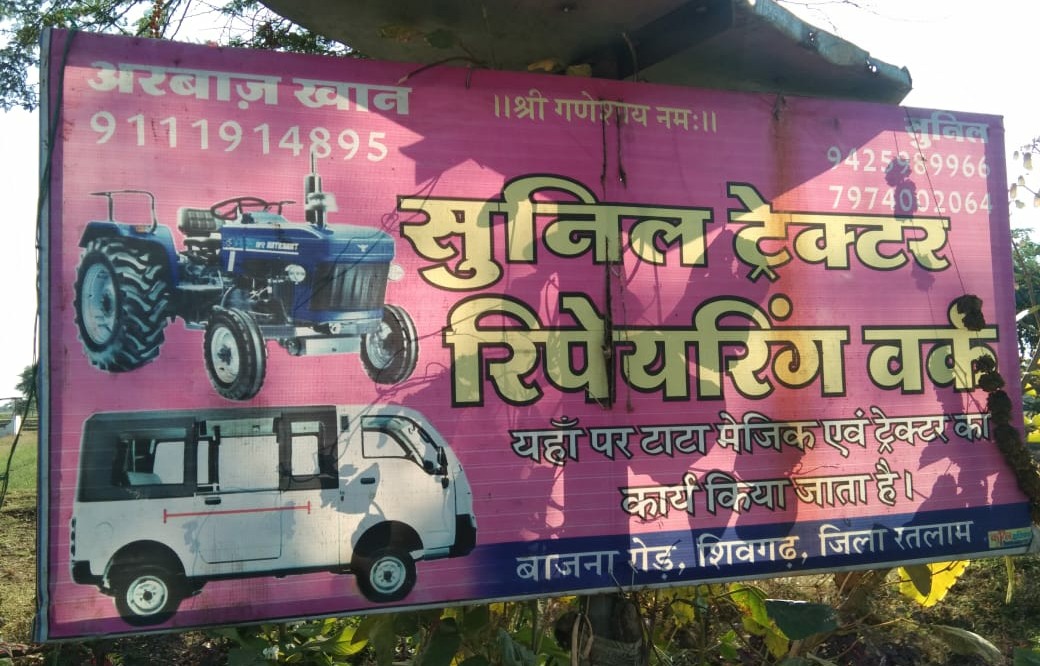 अरबाज़ खान
9111914895
॥श्री गणेशाय नमः॥
सुनिल
9425989966
7974002064
सुनिल ट्रेक्टर
रिपेयरिंग वर्क
यहाँ पर टाटा मेजिक एवं ट्रेक्टर का
कार्य किया जाता है।
बाजना रोड़, शिवगढ़, जिला रतलाम